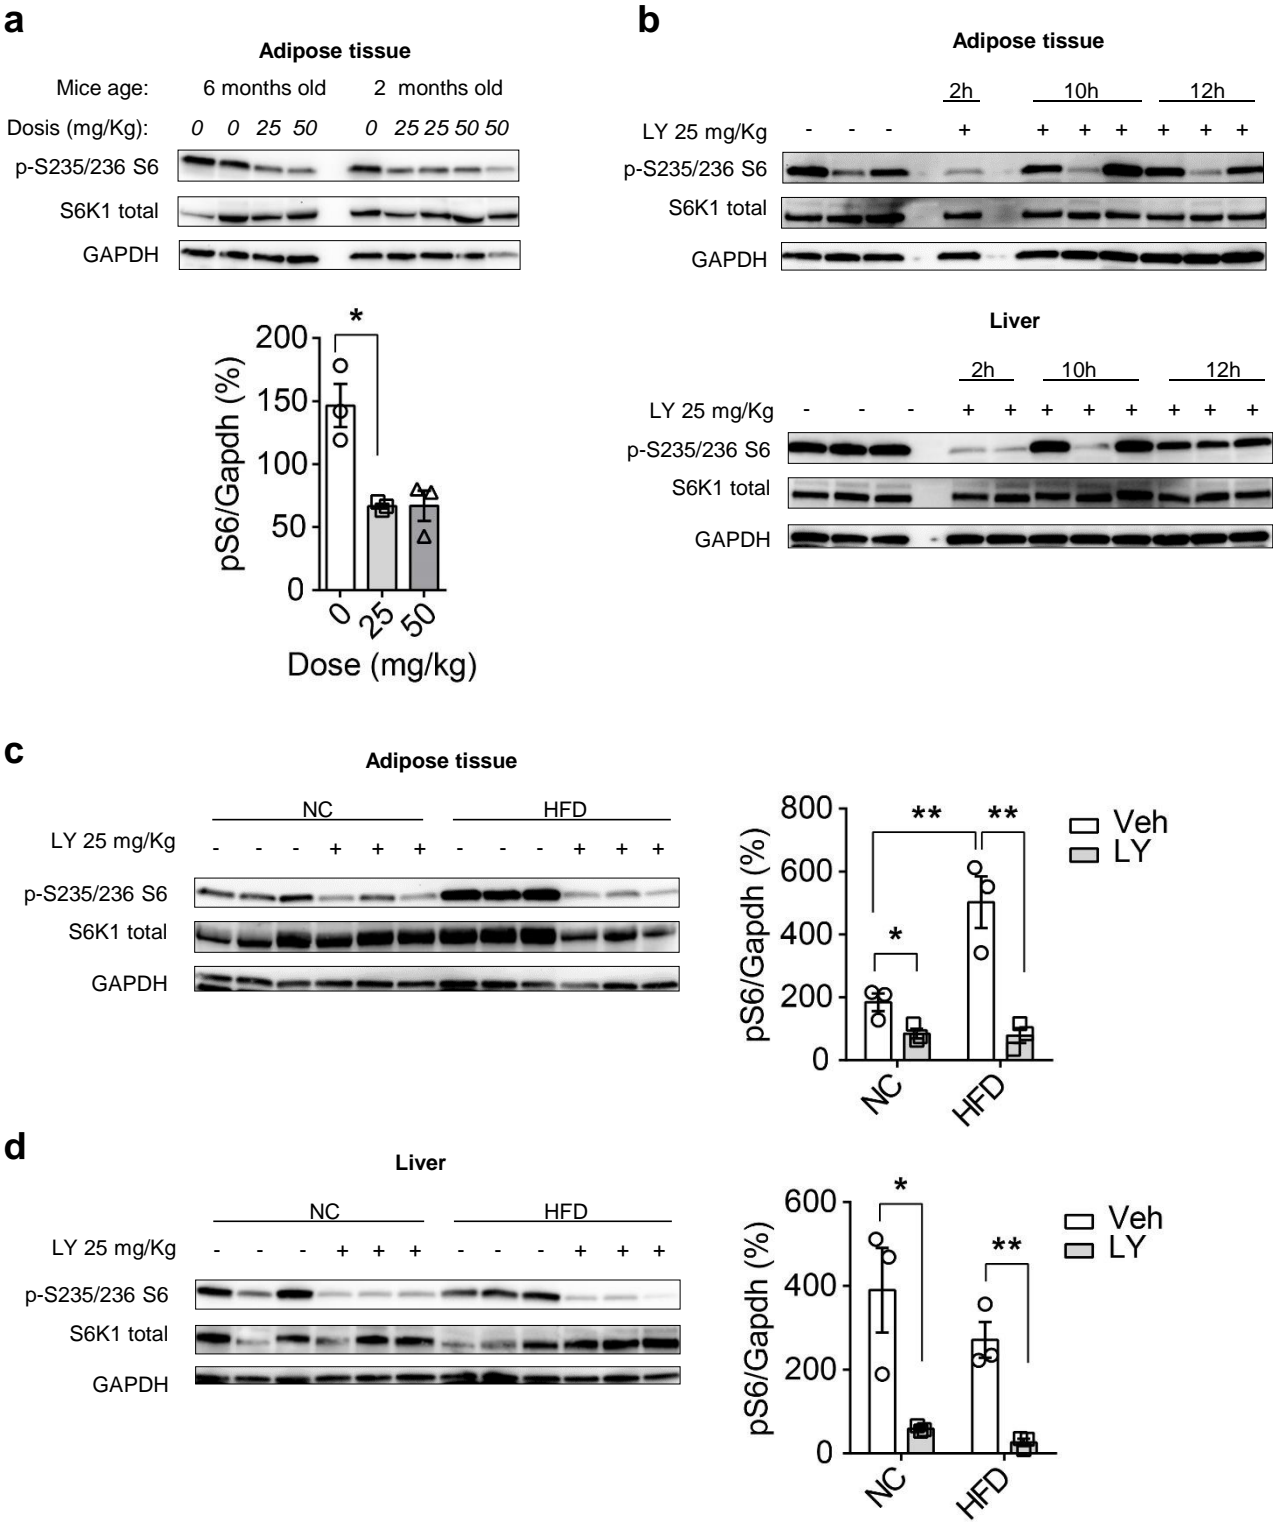 a
Adipose tissue
Mice age: 6 months old 2 months old
Dosis (mg/Kg): 0 0 25 50 0 25 25 50 50
p-S235/236 S6
S6K1 total
GAPDH
*
200
150
100
50
0
pS6/Gapdh (%)
0 25 50
Dose (mg/kg)
b
Adipose tissue
2h 10h 12h
LY 25 mg/Kg - - - + + + + + + +
p-S235/236 S6
S6K1 total
GAPDH
Liver
2h 10h 12h
LY 25 mg/Kg - - - + + + + + + + +
p-S235/236 S6
S6K1 total
GAPDH
c
Adipose tissue
NC HFD
LY 25 mg/Kg - - - + + + - - - + + +
p-S235/236 S6
S6K1 total
GAPDH
800
600
400
200
0
pS6/Gapdh (%)
** **
*
Veh
LY
NC HFD
d
Liver
NC HFD
LY 25 mg/Kg - - - + + + - - - + + +
p-S235/236 S6
S6K1 total
GAPDH
600
400
200
0
pS6/Gapdh (%)
*
**
Veh
LY
NC HFD